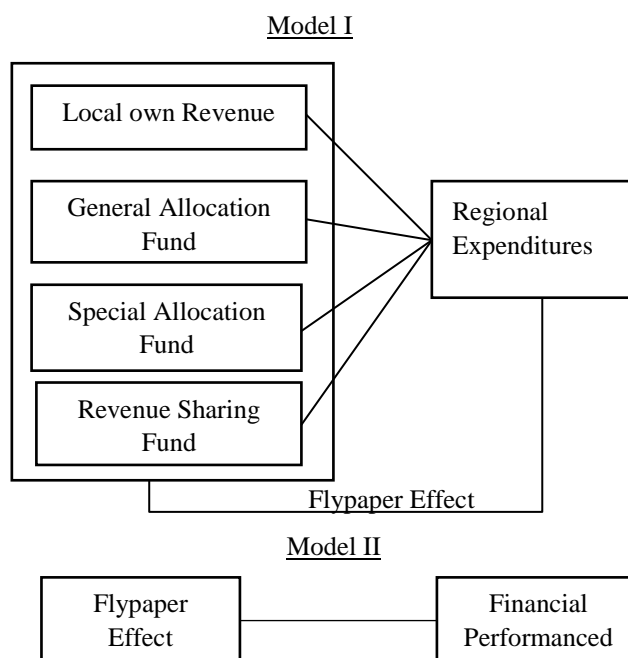 Model I
Local own Revenue
General Allocation
Fund
Special Allocation
Fund
Revenue Sharing
Fund
Regional
Expenditures
Flypaper Effect
Model II
Flypaper
Effect
Financial
Performanced